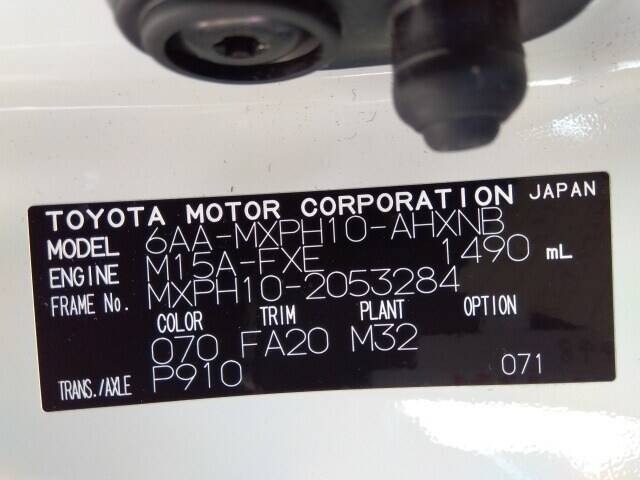 TOYOTA MOTOR CORPORATION JAPAN
MODEL 6AA-MXPH10-AHXNB
ENGINE M15A-FXE 1490 mL
FRAME No. MXPH10-2053284
COLOR TRIM PLANT OPTION
070 FA20 M32
TRANS./AXLE P910 071